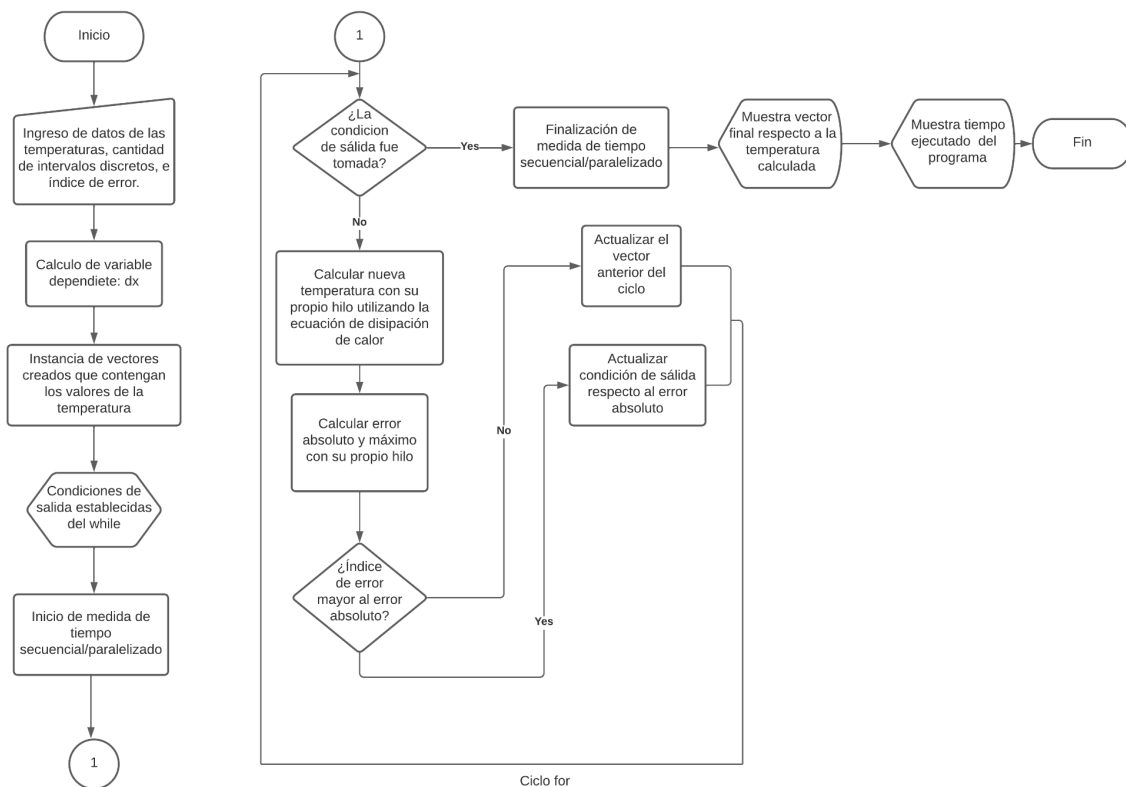 Inicio
Ingreso de datos de las
temperaturas, cantidad
de intervalos discretos, e
índice de error.
Calculo de variable
dependiete: dx
Instancia de vectores
creados que contengan
los valores de la
temperatura
Condiciones de
salida establecidas
del while
Inicio de medida de
tiempo
secuencial/paralelizado
1
1
¿La
condicion
de sálida fue
tomada?
Yes
Finalización de
medida de tiempo
secuencial/paralelizado
Muestra vector
final respecto a la
temperatura
calculada
Muestra tiempo
ejecutado del
programa
Fin
No
Calcular nueva
temperatura con su
propio hilo utilizando la
ecuación de disipación
de calor
Calcular error
absoluto y máximo
con su propio hilo
¿Índice
de error
mayor al error
absoluto?
No
Actualizar el
vector
anterior del
ciclo
Yes
Actualizar
condición de sálida
respecto al error
absoluto
Ciclo for